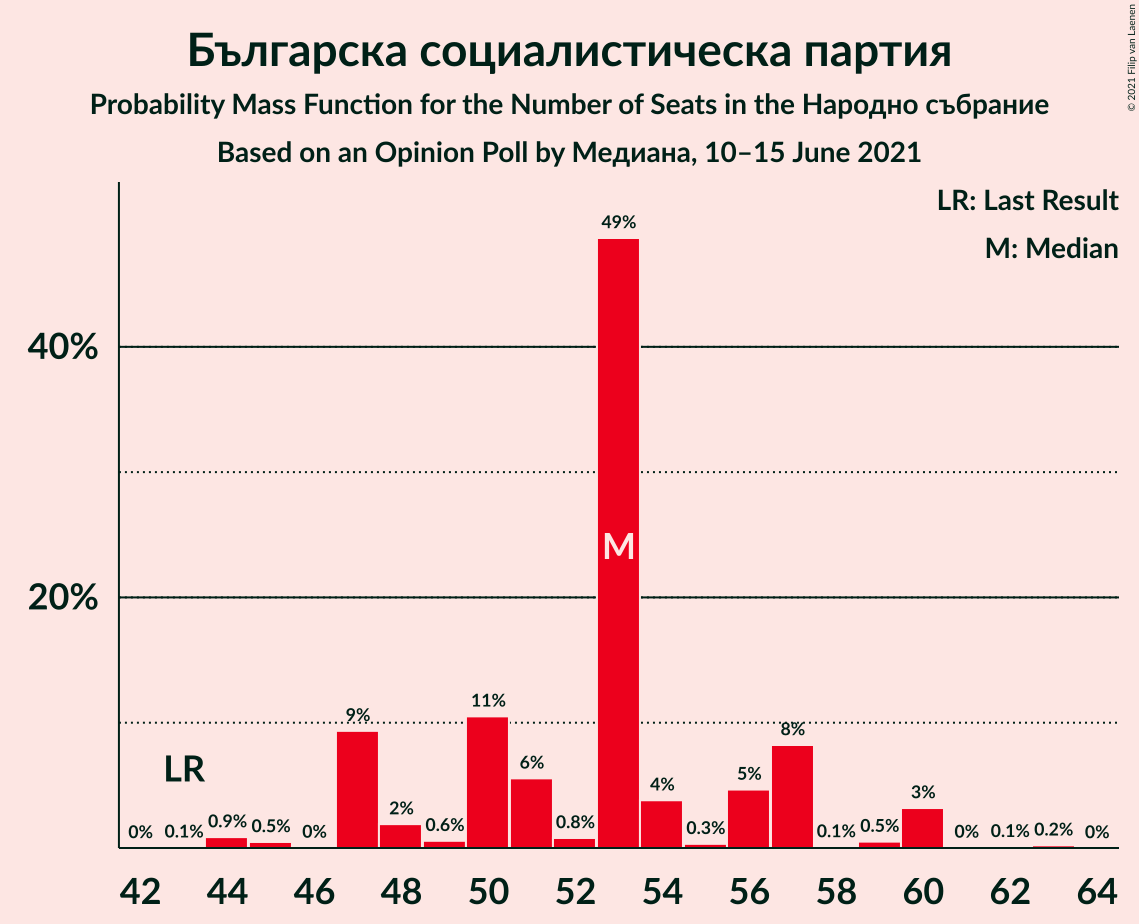 Българска социалистическа партия
Probability Mass Function for the Number of Seats in the Народно събрание
Based on an Opinion Poll by Медиана, 10–15 June 2021
© 2021 Filip van Laenen
LR: Last Result
M: Median
49%
40%
M
20%
11%
9%
8%
LR
6%
5%
4%
3%
2%
0% 0.1% 0.9% 0.5% 0% 0.6% 0.8% 0.3% 0.1% 0.5% 0% 0.1% 0.2% 0%
42 44 46 48 50 52 54 56 58 60 62 64